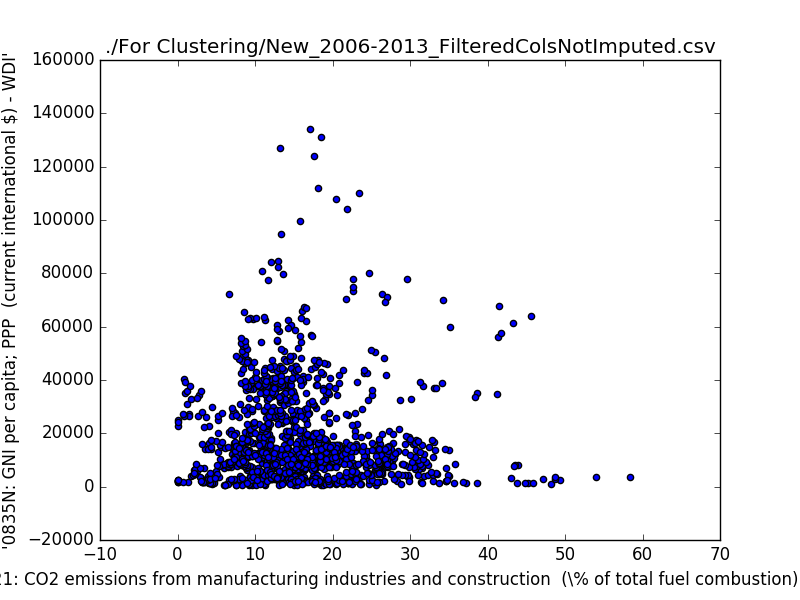 ./For Clustering/New_2006-2013_FilteredColsNotImputed.csv
'0835N: GNI per capita; PPP (current international $) - WDI'
160000
140000
120000
100000
80000
60000
40000
20000
0
−20000
−10 0 10 20 30 40 50 60 70
21: CO2 emissions from manufacturing industries and construction (\% of total fuel combustion)